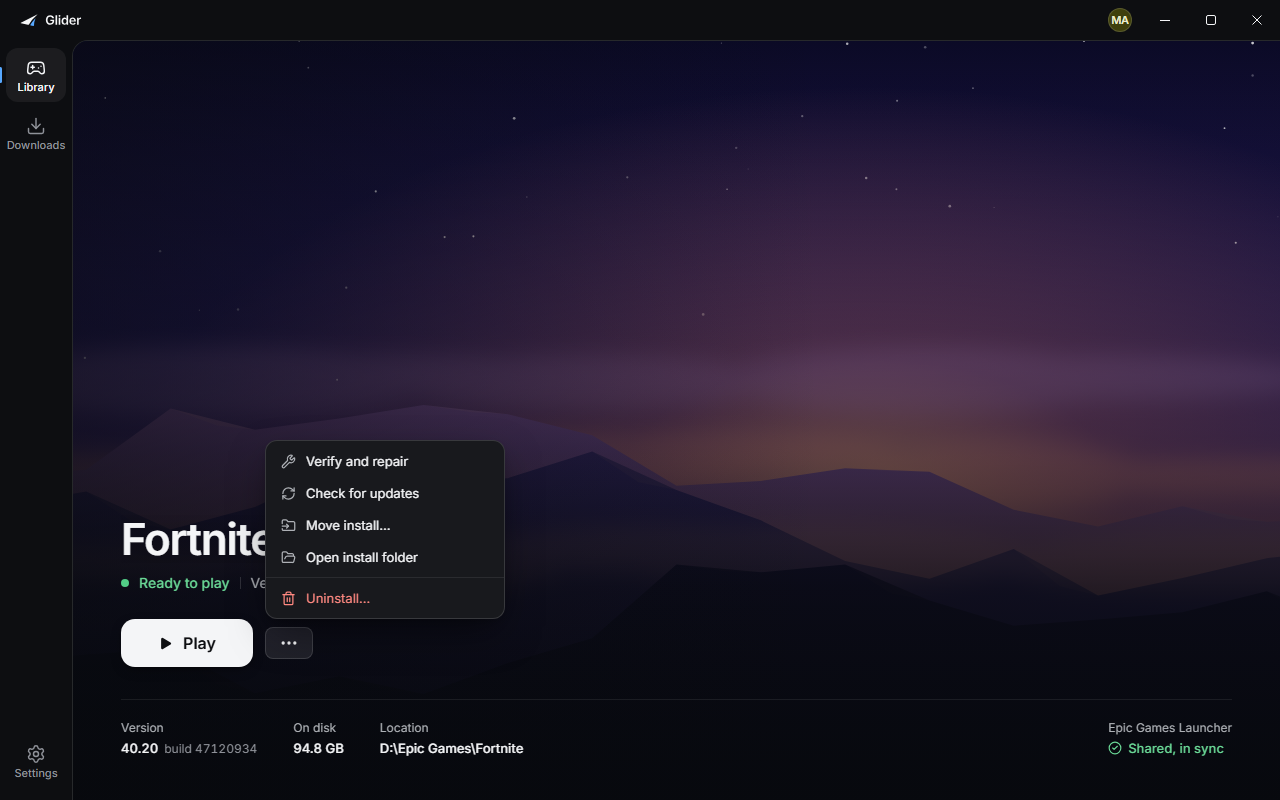 Glider
MA
Library
Downloads
Verify and repair
Check for updates
Move install...
Open install folder
Uninstall...
Fortnite
Ready to play
Ve
Play
Version
40.20 build 47120934
On disk
94.8 GB
Location
D:\Epic Games\Fortnite
Epic Games Launcher
Shared, in sync
Settings